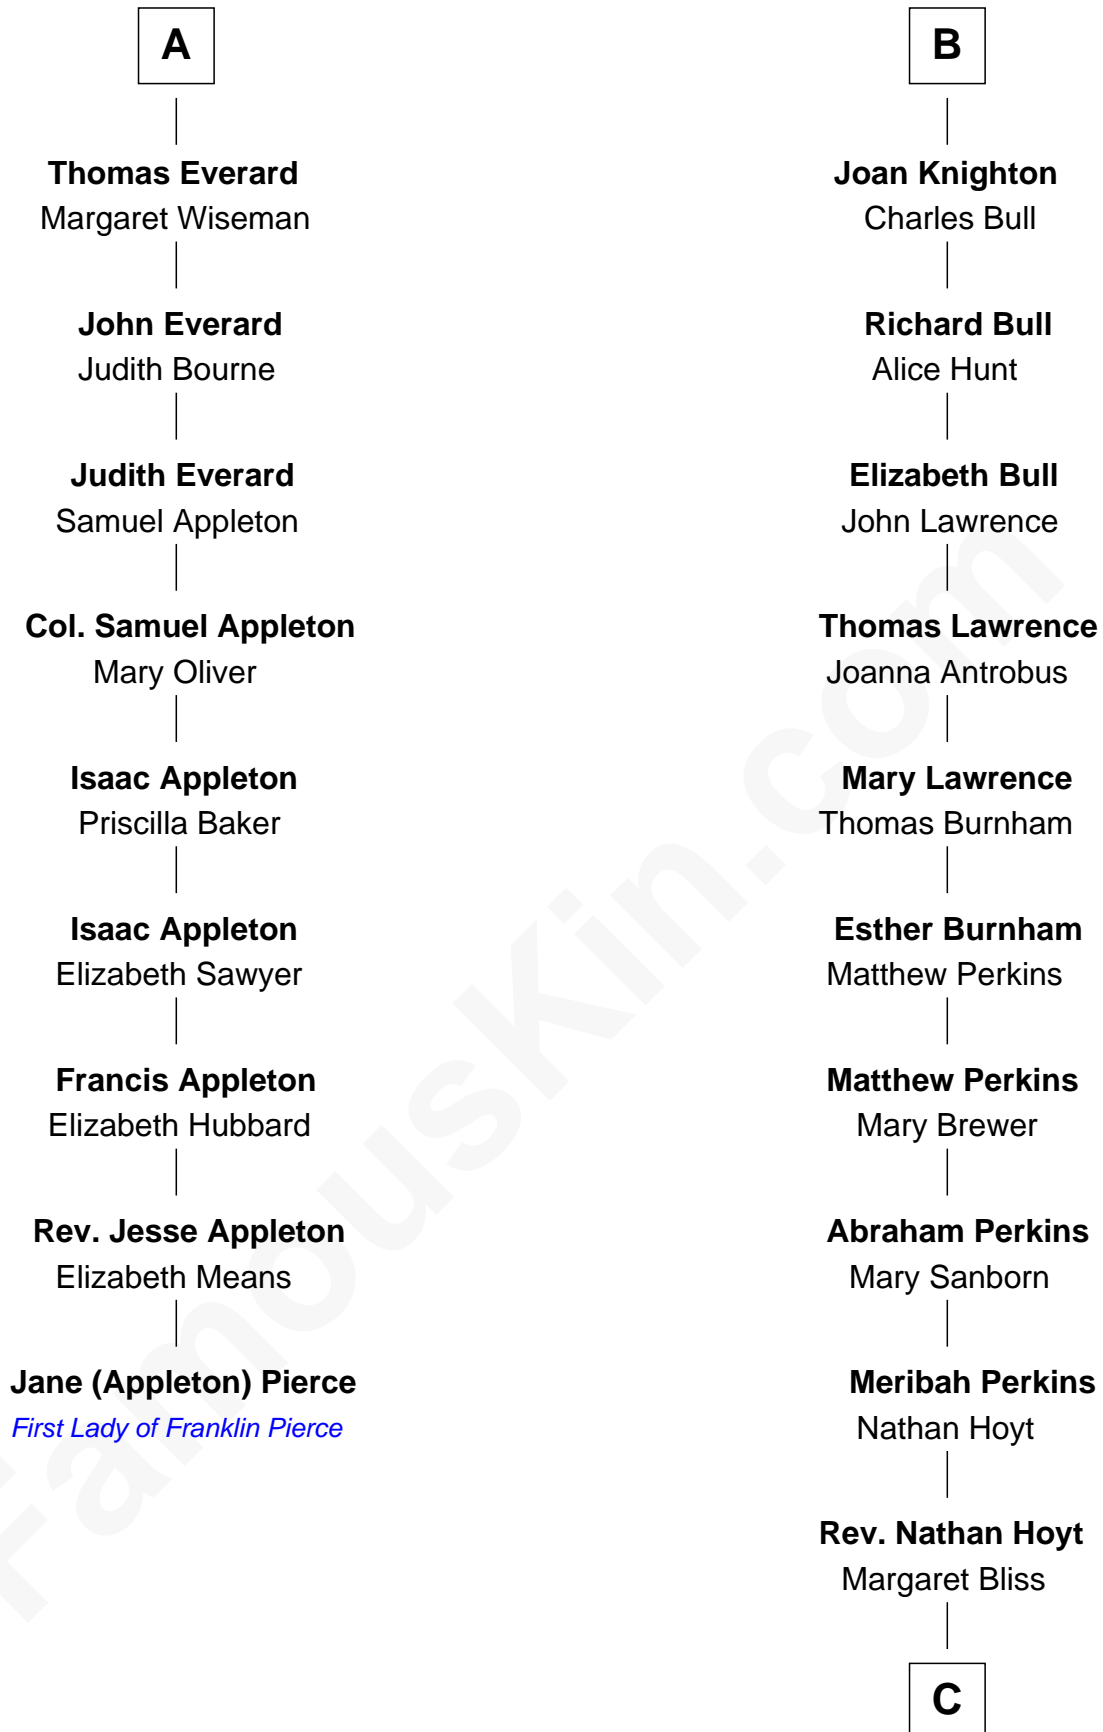 A
Thomas Everard
Margaret Wiseman
John Everard
Judith Bourne
Judith Everard
Samuel Appleton
Col. Samuel Appleton
Mary Oliver
Isaac Appleton
Priscilla Baker
Isaac Appleton
Elizabeth Sawyer
Francis Appleton
Elizabeth Hubbard
Rev. Jesse Appleton
Elizabeth Means
Jane (Appleton) Pierce
First Lady of Franklin Pierce
B
Joan Knighton
Charles Bull
Richard Bull
Alice Hunt
Elizabeth Bull
John Lawrence
Thomas Lawrence
Joanna Antrobus
Mary Lawrence
Thomas Burnham
Esther Burnham
Matthew Perkins
Matthew Perkins
Mary Brewer
Abraham Perkins
Mary Sanborn
Meribah Perkins
Nathan Hoyt
Rev. Nathan Hoyt
Margaret Bliss
C
FamousKin.com